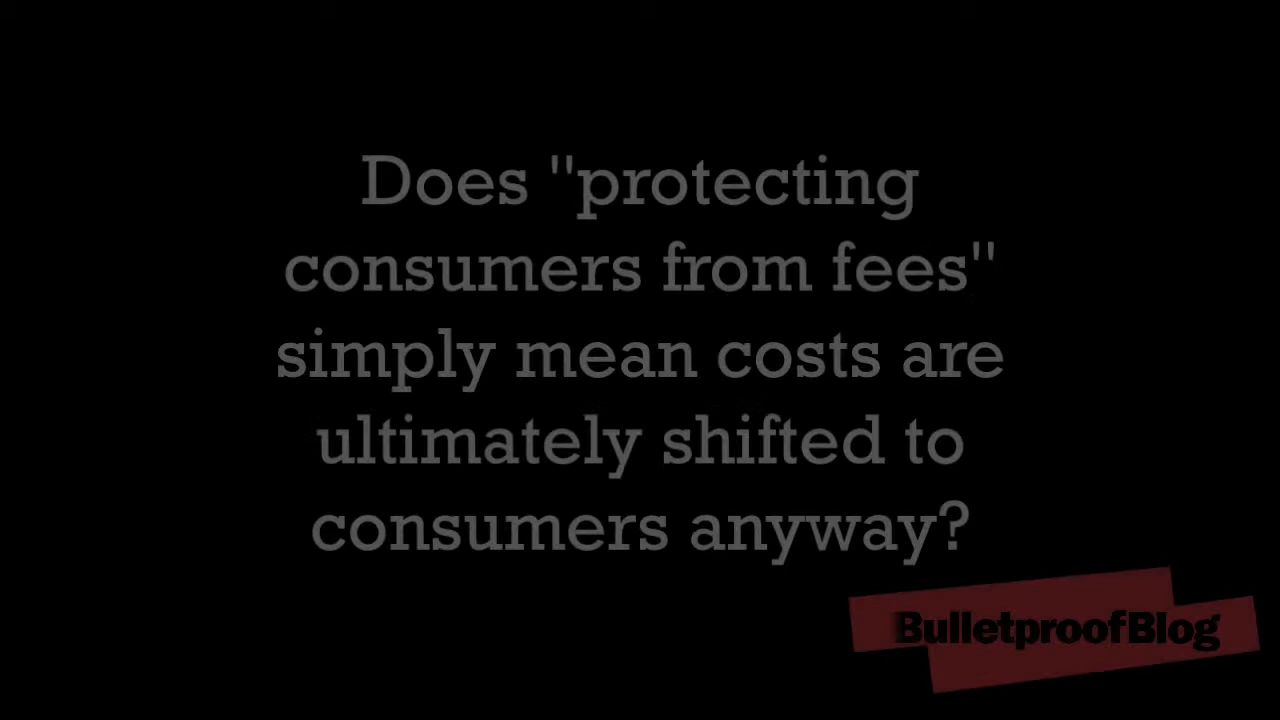 Does "protecting
consumers from fees"
simply mean costs are
ultimately shifted to
consumers anyway?
BulletproofBlog